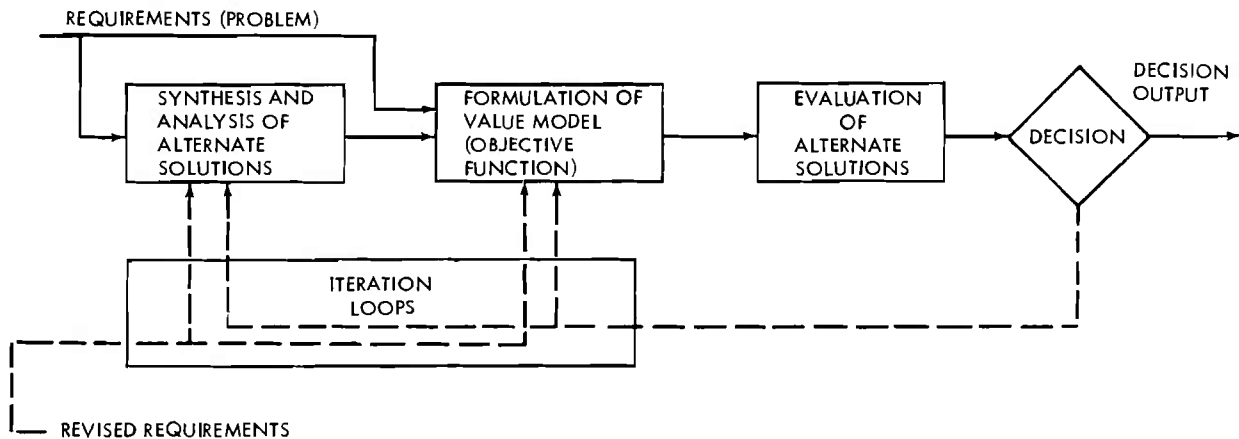 REQUIREMENTS (PROBLEM)
SYNTHESIS AND
ANALYSIS OF
ALTERNATE
SOLUTIONS
FORMULATION OF
VALUE MODEL
(OBJECTIVE
FUNCTION)
EVALUATION
OF
ALTERNATE
SOLUTIONS
DECISION
DECISION
OUTPUT
ITERATION
LOOPS
REVISED REQUIREMENTS